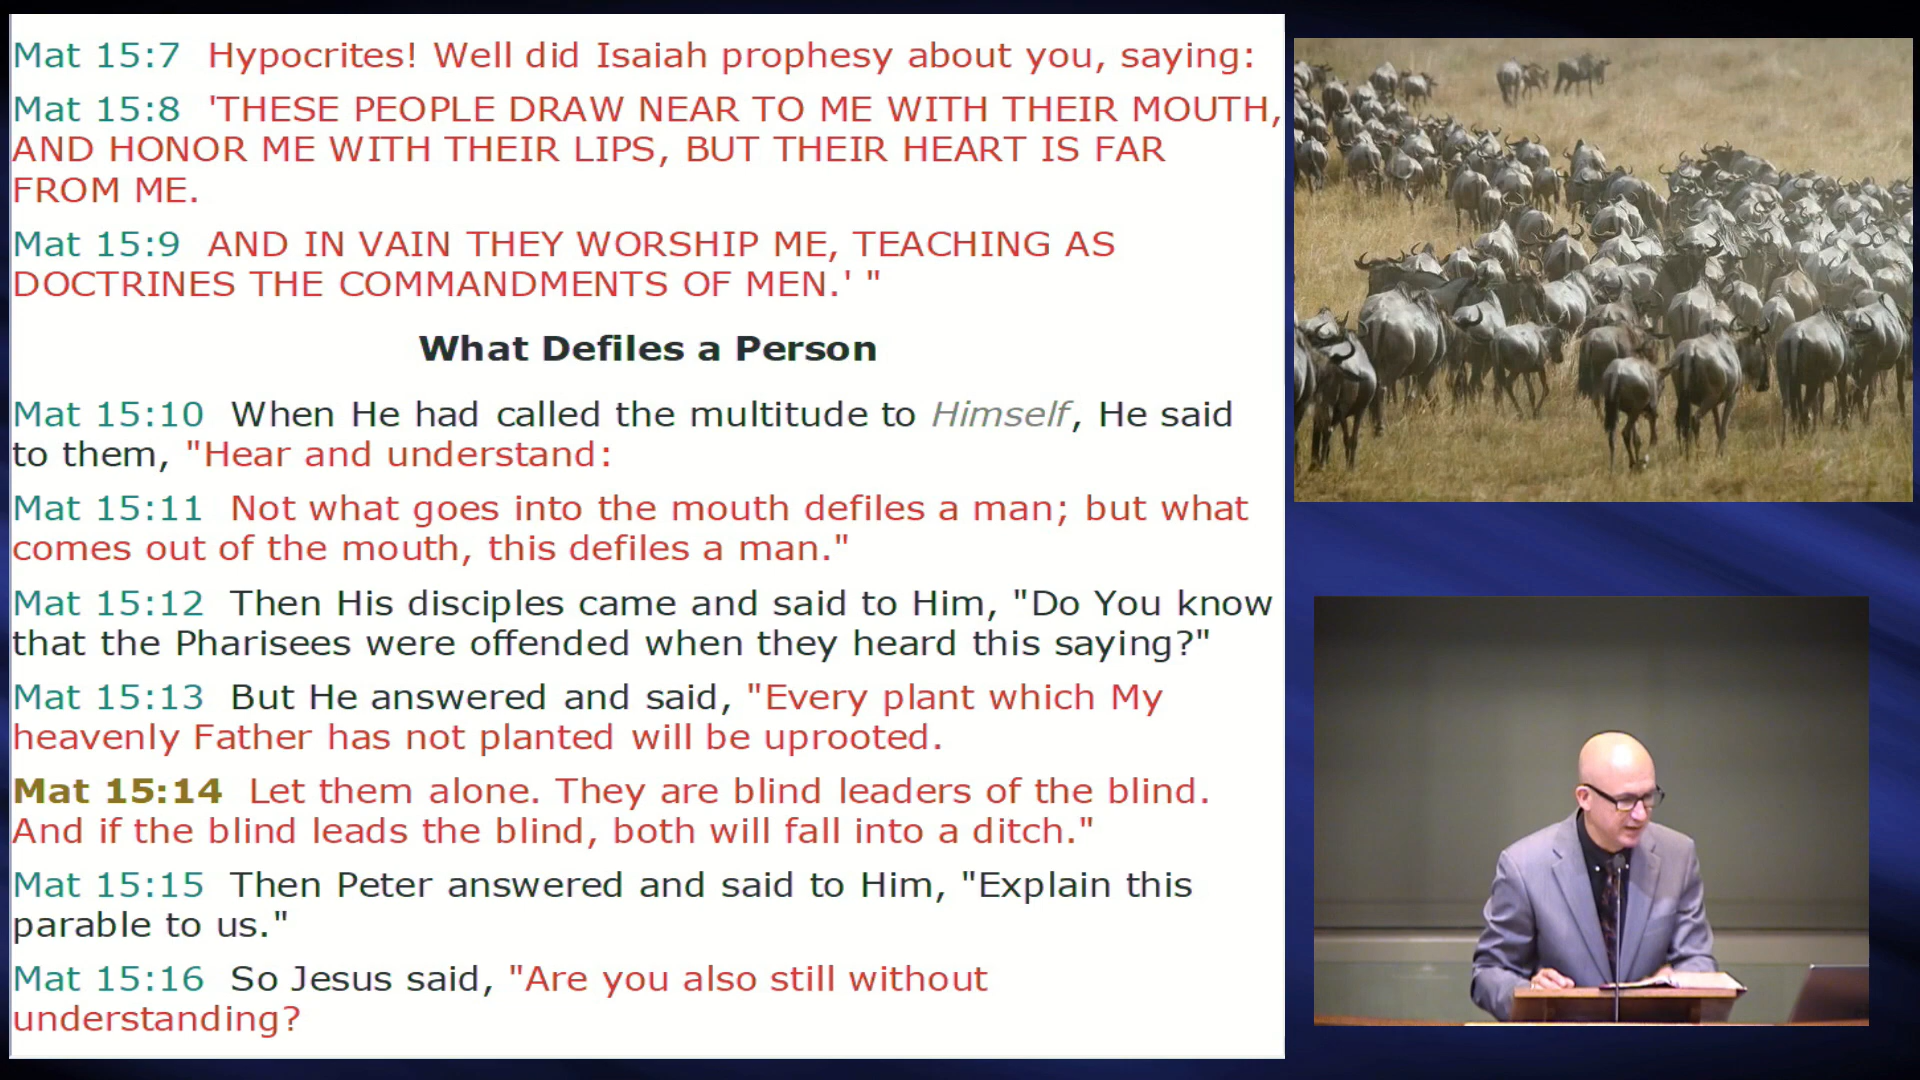 Mat 15:7  Hypocrites! Well did Isaiah prophesy about you, saying:
Mat 15:8  'THESE PEOPLE DRAW NEAR TO ME WITH THEIR MOUTH,
AND HONOR ME WITH THEIR LIPS, BUT THEIR HEART IS FAR
FROM ME.
Mat 15:9  AND IN VAIN THEY WORSHIP ME, TEACHING AS
DOCTRINES THE COMMANDMENTS OF MEN.' "
What Defiles a Person
Mat 15:10  When He had called the multitude to Himself, He said
to them, "Hear and understand:
Mat 15:11  Not what goes into the mouth defiles a man; but what
comes out of the mouth, this defiles a man."
Mat 15:12  Then His disciples came and said to Him, "Do You know
that the Pharisees were offended when they heard this saying?"
Mat 15:13  But He answered and said, "Every plant which My
heavenly Father has not planted will be uprooted.
Mat 15:14  Let them alone. They are blind leaders of the blind.
And if the blind leads the blind, both will fall into a ditch."
Mat 15:15  Then Peter answered and said to Him, "Explain this
parable to us."
Mat 15:16  So Jesus said, "Are you also still without
understanding?